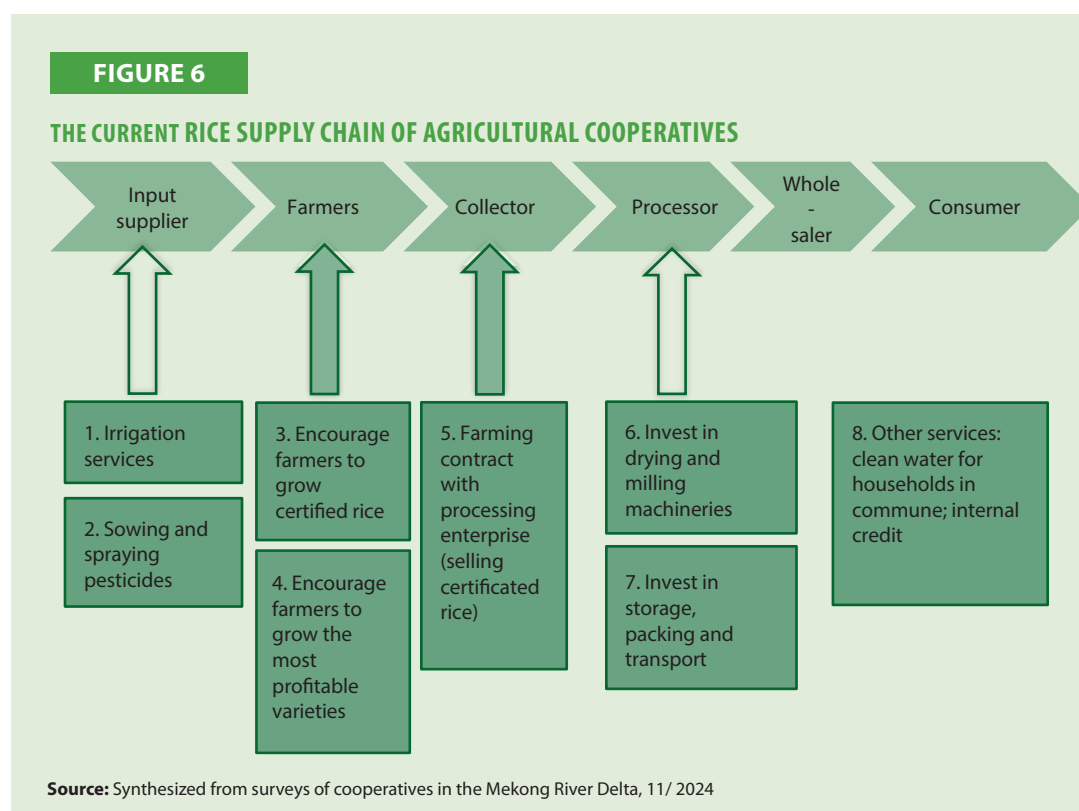 FIGURE 6
THE CURRENT RICE SUPPLY CHAIN OF AGRICULTURAL COOPERATIVES
Input
supplier
Farmers
Collector
Processor
Whole
-
saler
Consumer
1. Irrigation
services
2. Sowing and
spraying
pesticides
3. Encourage
farmers to
grow
certified rice
4. Encourage
farmers to
grow the
most
profitable
varieties
5. Farming
contract
with
processing
enterprise
(selling
certificated
rice)
6. Invest in
drying and
milling
machineries
7. Invest in
storage,
packing and
transport
8. Other services:
clean water for
households in
commune; internal
credit
Source: Synthesized from surveys of cooperatives in the Mekong River Delta, 11/ 2024